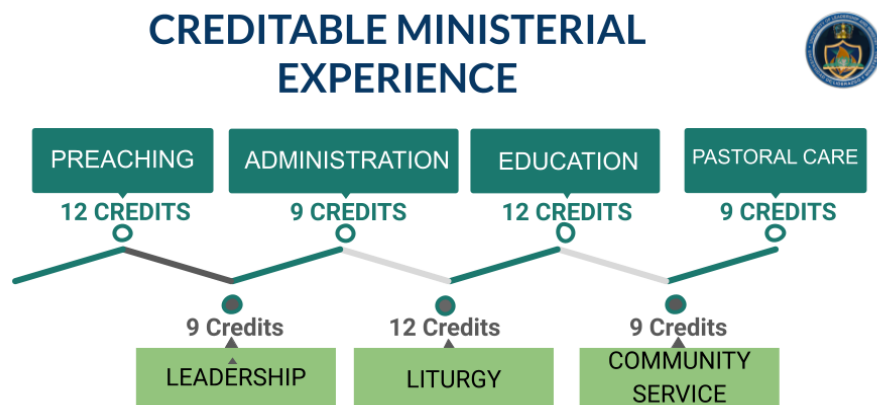 CREDITABLE MINISTERIAL
EXPERIENCE
PREACHING
ADMINISTRATION
EDUCATION
PASTORAL CARE
12 CREDITS
9 CREDITS
12 CREDITS
9 CREDITS
9 Credits
12 Credits
9 Credits
LEADERSHIP
LITURGY
COMMUNITY
SERVICE